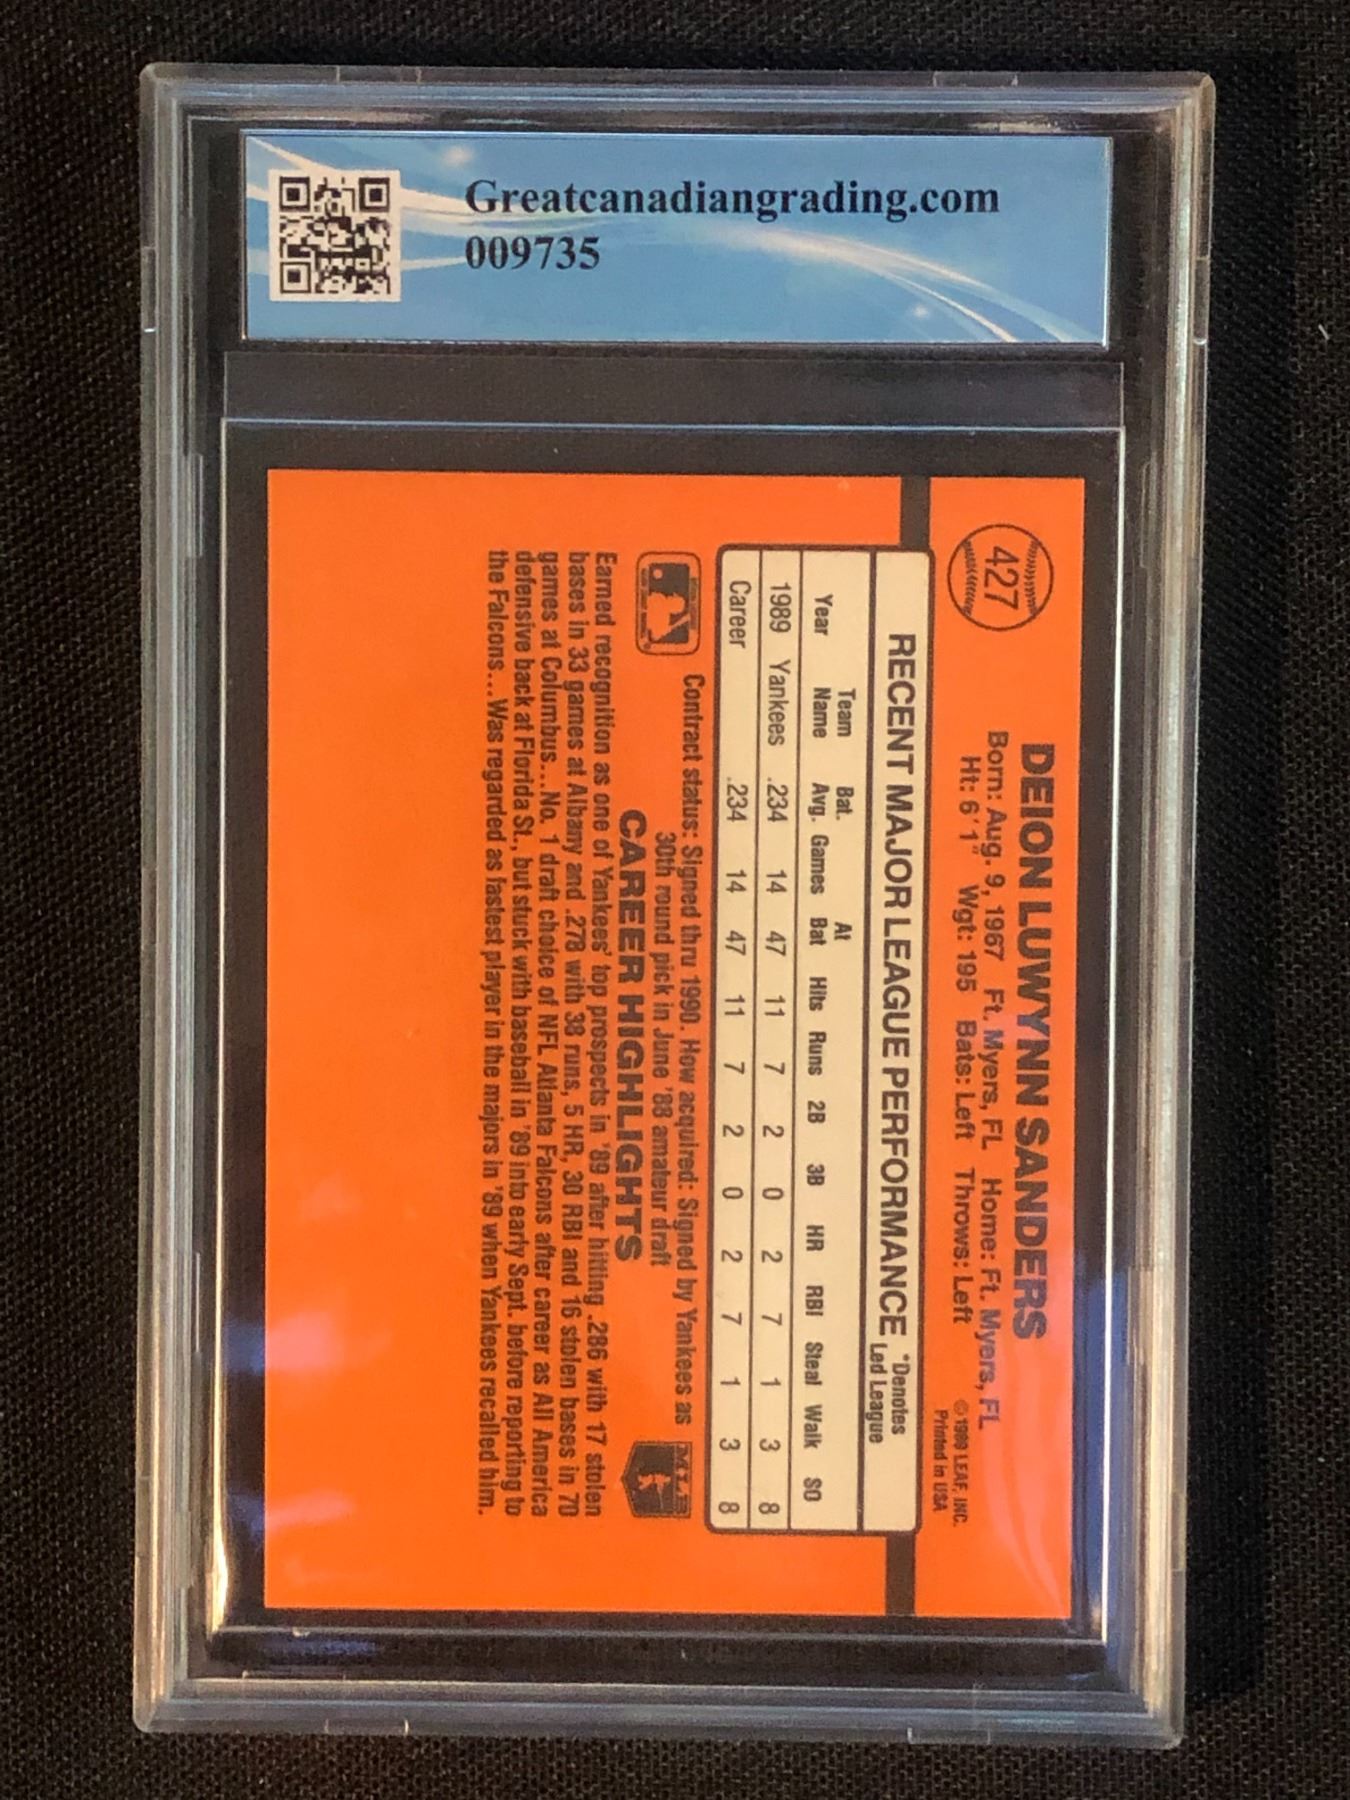 Greatcanadiangrading.com
009735
427
DEION LUWYNN SANDERS
Born: Aug. 9, 1967 Ft. Myers, FL Home: Ft. Myers, FL
Ht: 6'1" Wgt: 195 Bats: Left Throws: Left
©1989 LEAF, INC.
Printed in USA
RECENT MAJOR LEAGUE PERFORMANCE *Denotes Led League
Year Team Name Bat. Avg. Games At Bat Hits Runs 2B 3B HR RBI Steal Walk SO
1989 Yankees .234 14 47 11 7 2 0 2 7 1 3 8
Career .234 14 47 11 7 2 0 2 7 1 3 8
Contract status: Signed thru 1990. How acquired: Signed by Yankees as
30th round pick in June '88 amateur draft
MLB
CAREER HIGHLIGHTS
Earned recognition as one of Yankees' top prospects in '89 after hitting .286 with 17 stolen
bases in 33 games at Albany and .278 with 38 runs, 5 HR, 30 RBI and 16 stolen bases in 70
games at Columbus...No. 1 draft choice of NFL Atlanta Falcons after career as All America
defensive back at Florida St., but stuck with baseball in '89 into early Sept. before reporting to
the Falcons...Was regarded as fastest player in the majors in '89 when Yankees recalled him.